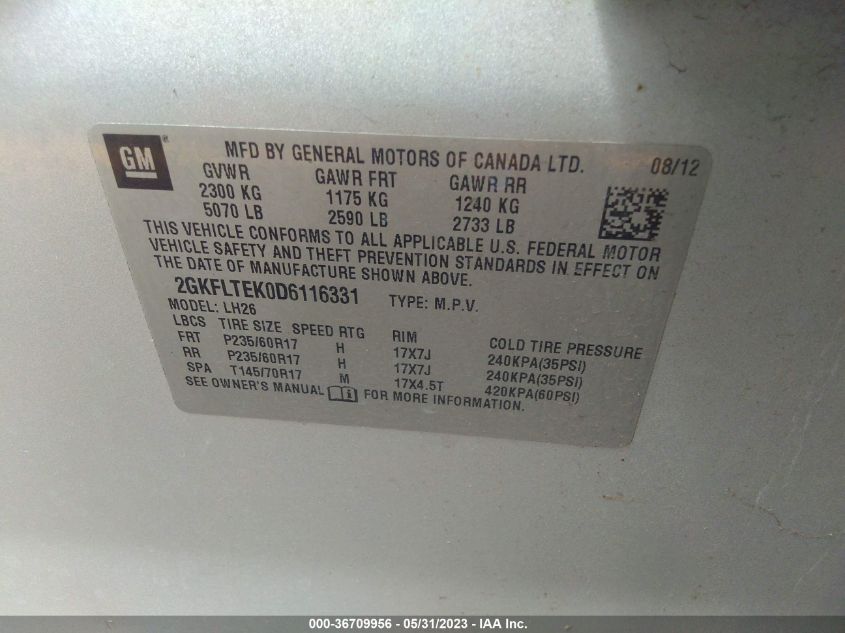 GM ® MFD BY GENERAL MOTORS OF CANADA LTD. 08/12
GVWR GAWR FRT GAWR RR
2300 KG 1175 KG 1240 KG
5070 LB 2590 LB 2733 LB
THIS VEHICLE CONFORMS TO ALL APPLICABLE U.S. FEDERAL MOTOR
VEHICLE SAFETY AND THEFT PREVENTION STANDARDS IN EFFECT ON
THE DATE OF MANUFACTURE SHOWN ABOVE.
2GKFLTEK0D6116331 TYPE: M.P.V.
MODEL: LH26
LBCS TIRE SIZE SPEED RTG RIM COLD TIRE PRESSURE
FRT P235/60R17 H 17X7J 240KPA(35PSI)
RR P235/60R17 H 17X7J 240KPA(35PSI)
SPA T145/70R17 M 17X4.5T 420KPA(60PSI)
SEE OWNER'S MANUAL FOR MORE INFORMATION.
000-36709956 - 05/31/2023 - IAA Inc.